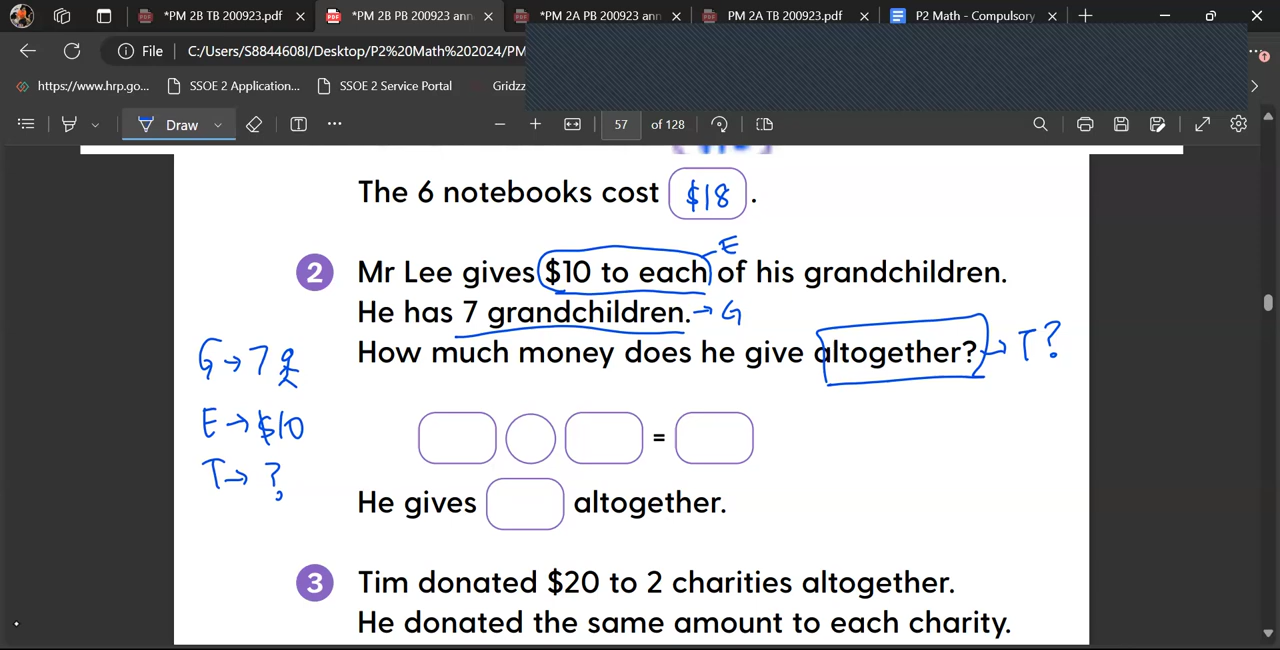 *PM 2B TB 200923.pdf
*PM 2B PB 200923 ann
*PM 2A PB 200923 ann
PM 2A TB 200923.pdf
P2 Math - Compulsory
File
C:/Users/S8844608I/Desktop/P2%20Math%202024/PM
https://www.hrp.go...
SSOE 2 Application...
SSOE 2 Service Portal
Gridzz
Draw
57 of 128
The 6 notebooks cost $18.
E
2 Mr Lee gives $10 to each of his grandchildren.
He has 7 grandchildren. → G
How much money does he give altogether? → T?
G → 7
E → $10
T → ?
=
He gives altogether.
3 Tim donated $20 to 2 charities altogether.
He donated the same amount to each charity.